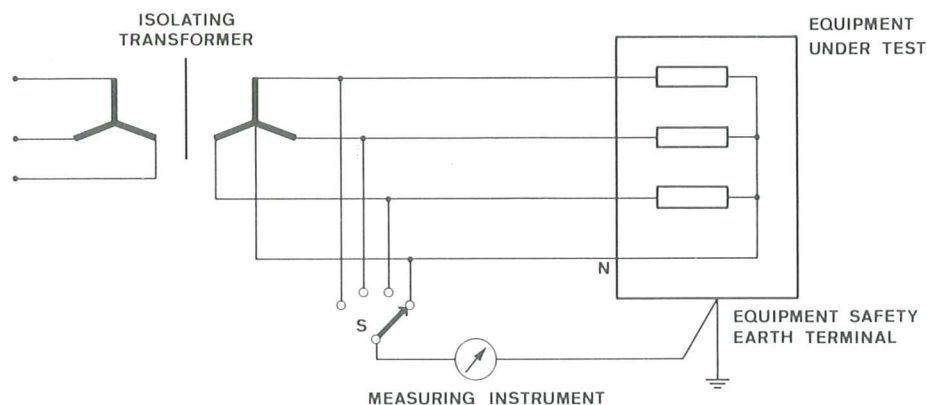 ISOLATING
TRANSFORMER
EQUIPMENT
UNDER TEST
N
S
EQUIPMENT SAFETY
EARTH TERMINAL
MEASURING INSTRUMENT